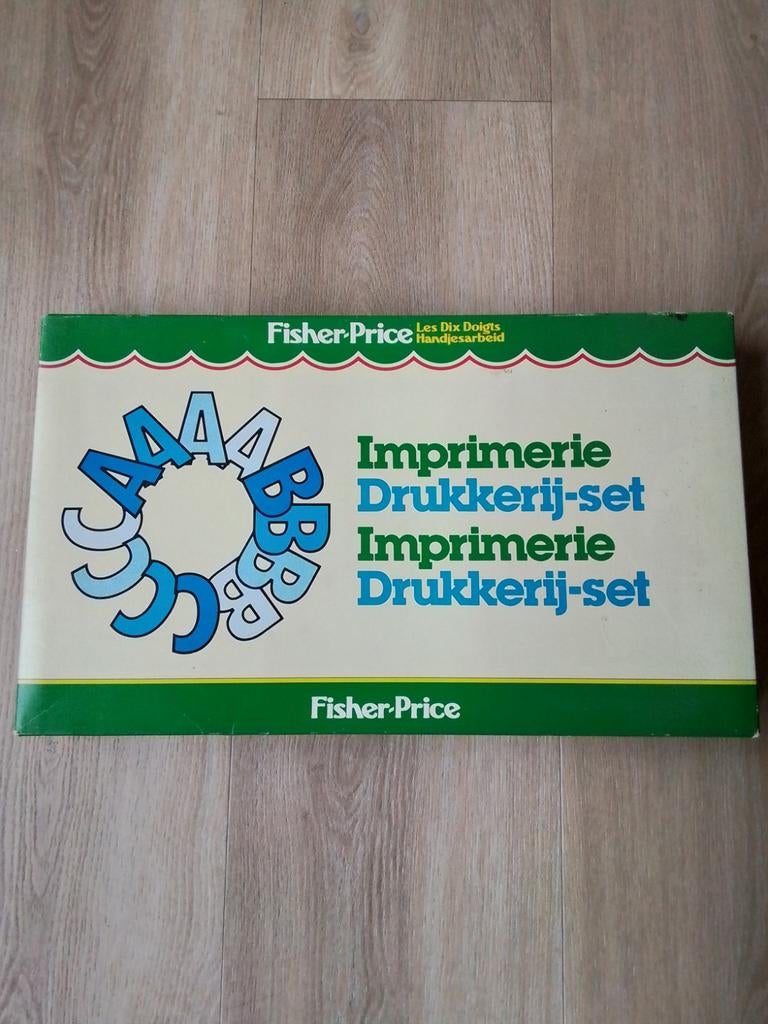 Fisher-Price Les Dix Doigts
Handjesarbeid
A A A A B B B B C C C C
Imprimerie
Drukkerij-set
Imprimerie
Drukkerij-set
Fisher-Price